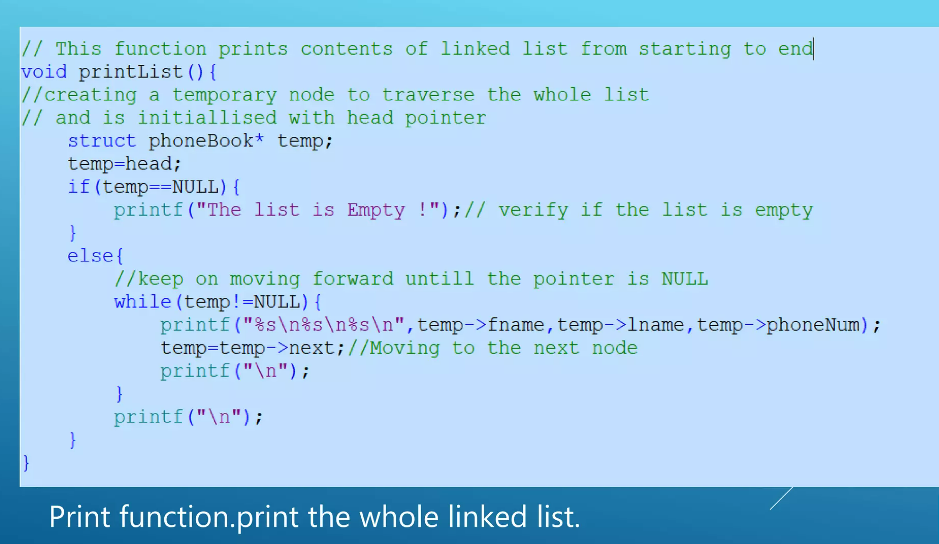 // This function prints contents of linked list from starting to end
void printList(){
//creating a temporary node to traverse the whole list
// and is initiallised with head pointer
    struct phoneBook* temp;
    temp=head;
    if(temp==NULL){
        printf("The list is Empty !");// verify if the list is empty
    }
    else{
        //keep on moving forward untill the pointer is NULL
        while(temp!=NULL){
            printf("%s\n%s\n%s\n",temp->fname,temp->lname,temp->phoneNum);
            temp=temp->next;//Moving to the next node
            printf("\n");
        }
        printf("\n");
    }
}
Print function.print the whole linked list.